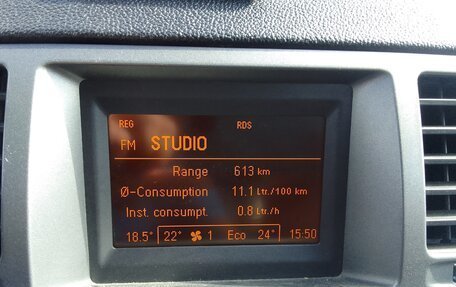 REG RDS
FM STUDIO
Range 613 km
Ø-Consumption 11.1 Ltr./100 km
Inst. consumpt. 0.8 Ltr./h
18.5° 22° 1 Eco 24° 15:50